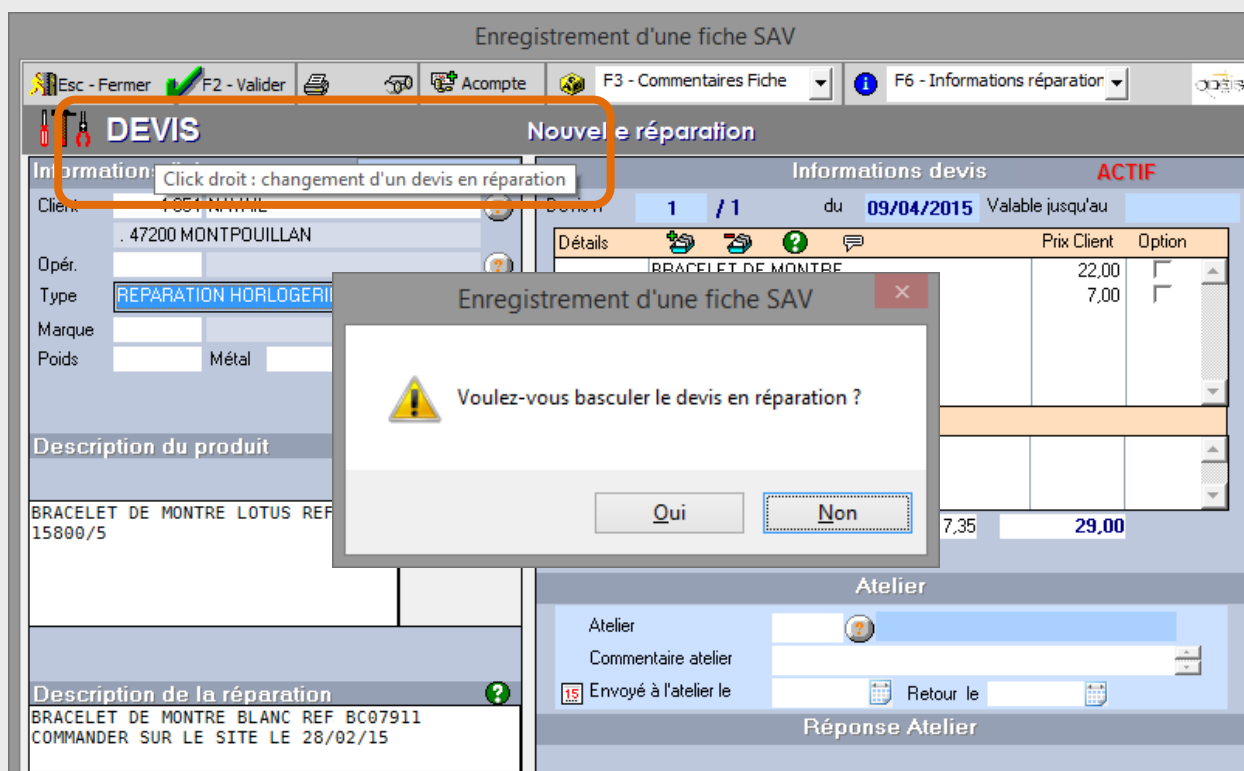 Enregistrement d'une fiche SAV
Esc - Fermer F2 - Valider Acompte F3 - Commentaires Fiche F6 - Informations réparation
DEVIS Nouvelle réparation
Informations devis ACTIF
Click droit : changement d'un devis en réparation
Client
1 / 1 du 09/04/2015 Valable jusqu'au
. 47200 MONTPOUILLAN
Détails Prix Client Option
BRACELET DE MONTRE 22,00
Opér.
7,00
Type REPARATION HORLOGERIE
Marque
Poids Métal
Enregistrement d'une fiche SAV
Voulez-vous basculer le devis en réparation ?
Oui Non
Description du produit
BRACELET DE MONTRE LOTUS REF
15800/5
7,35 29,00
Atelier
Atelier
Commentaire atelier
15 Envoyé à l'atelier le Retour le
Réponse Atelier
Description de la réparation
BRACELET DE MONTRE BLANC REF BC07911
COMMANDER SUR LE SITE LE 28/02/15